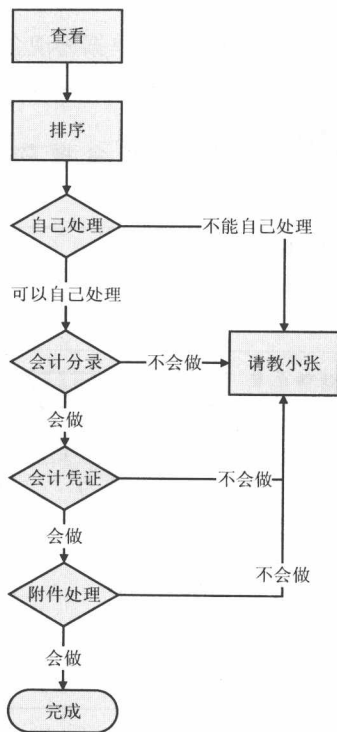 查看
排序
自己处理
不能自己处理
可以自己处理
会计分录
不会做
请教小张
会做
会计凭证
不会做
会做
附件处理
不会做
会做
完成